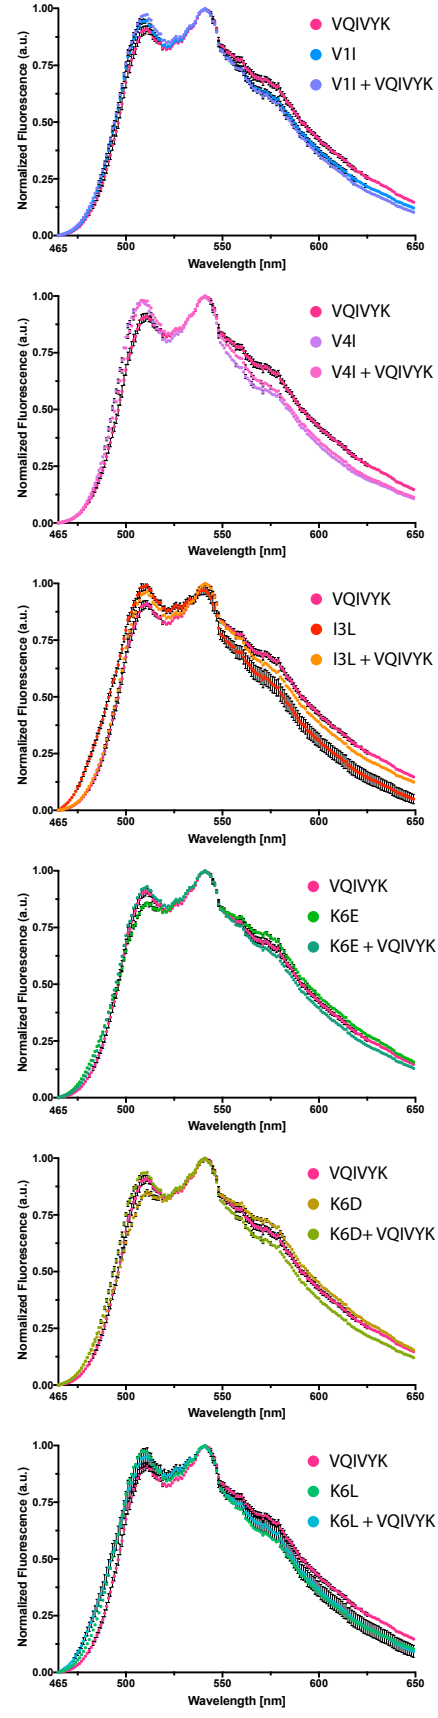 Normalized Fluorescence (a.u.)
1.00
0.75
0.50
0.25
0.00
465
500
550
600
650
Wavelength [nm]
VQIVYK
V1I
V1I + VQIVYK
Normalized Fluorescence (a.u.)
1.00
0.75
0.50
0.25
0.00
465
500
550
600
650
Wavelength [nm]
VQIVYK
V4I
V4I + VQIVYK
Normalized Fluorescence (a.u.)
1.00
0.75
0.50
0.25
0.00
465
500
550
600
650
Wavelength [nm]
VQIVYK
I3L
I3L + VQIVYK
Normalized Fluorescence (a.u.)
1.00
0.75
0.50
0.25
0.00
465
500
550
600
650
Wavelength [nm]
VQIVYK
K6E
K6E + VQIVYK
Normalized Fluorescence (a.u.)
1.00
0.75
0.50
0.25
0.00
465
500
550
600
650
Wavelength [nm]
VQIVYK
K6D
K6D+ VQIVYK
Normalized Fluorescence (a.u.)
1.00
0.75
0.50
0.25
0.00
465
500
550
600
650
Wavelength [nm]
VQIVYK
K6L
K6L + VQIVYK